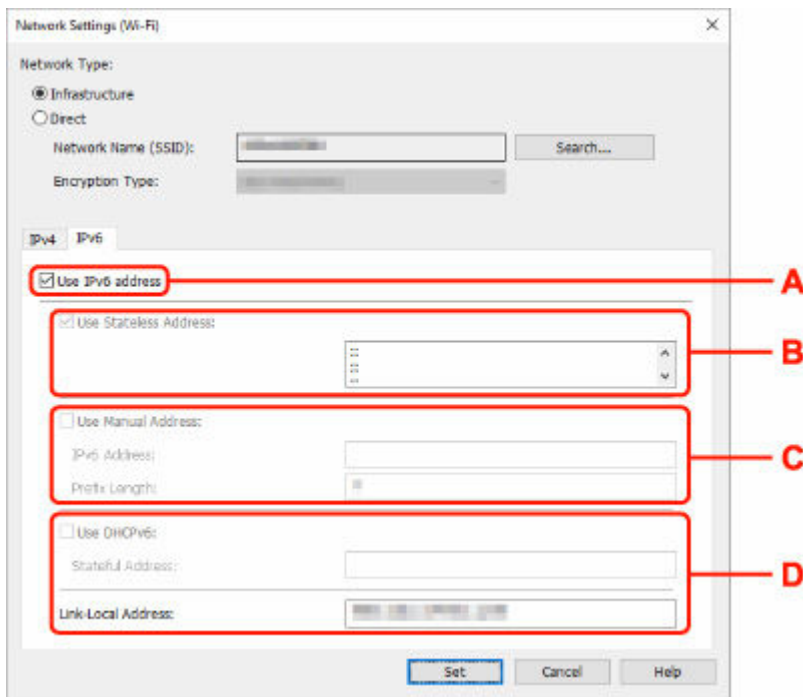 Network Settings (Wi-Fi)
Network Type:
Infrastructure
Direct
Network Name (SSID):
Search...
Encryption Type:
IPv4 IPv6
Use IPv6 address
A
Use Stateless Address:
::
::
::
B
Use Manual Address:
IPv6 Address:
Prefix Length:
C
Use DHCPv6:
Stateful Address:
D
Link-Local Address:
Set Cancel Help